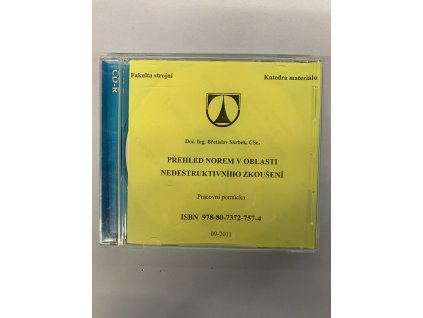 CD-R
Fakulta strojní Katedra materiálu
Doc. Ing. Břetislav Skrbek, CSc.
PŘEHLED NOREM V OBLASTI
NEDESTRUKTIVNÍHO ZKOUŠENÍ
Pracovní pomůcka
ISBN 978-80-7372-757-4
09-2011